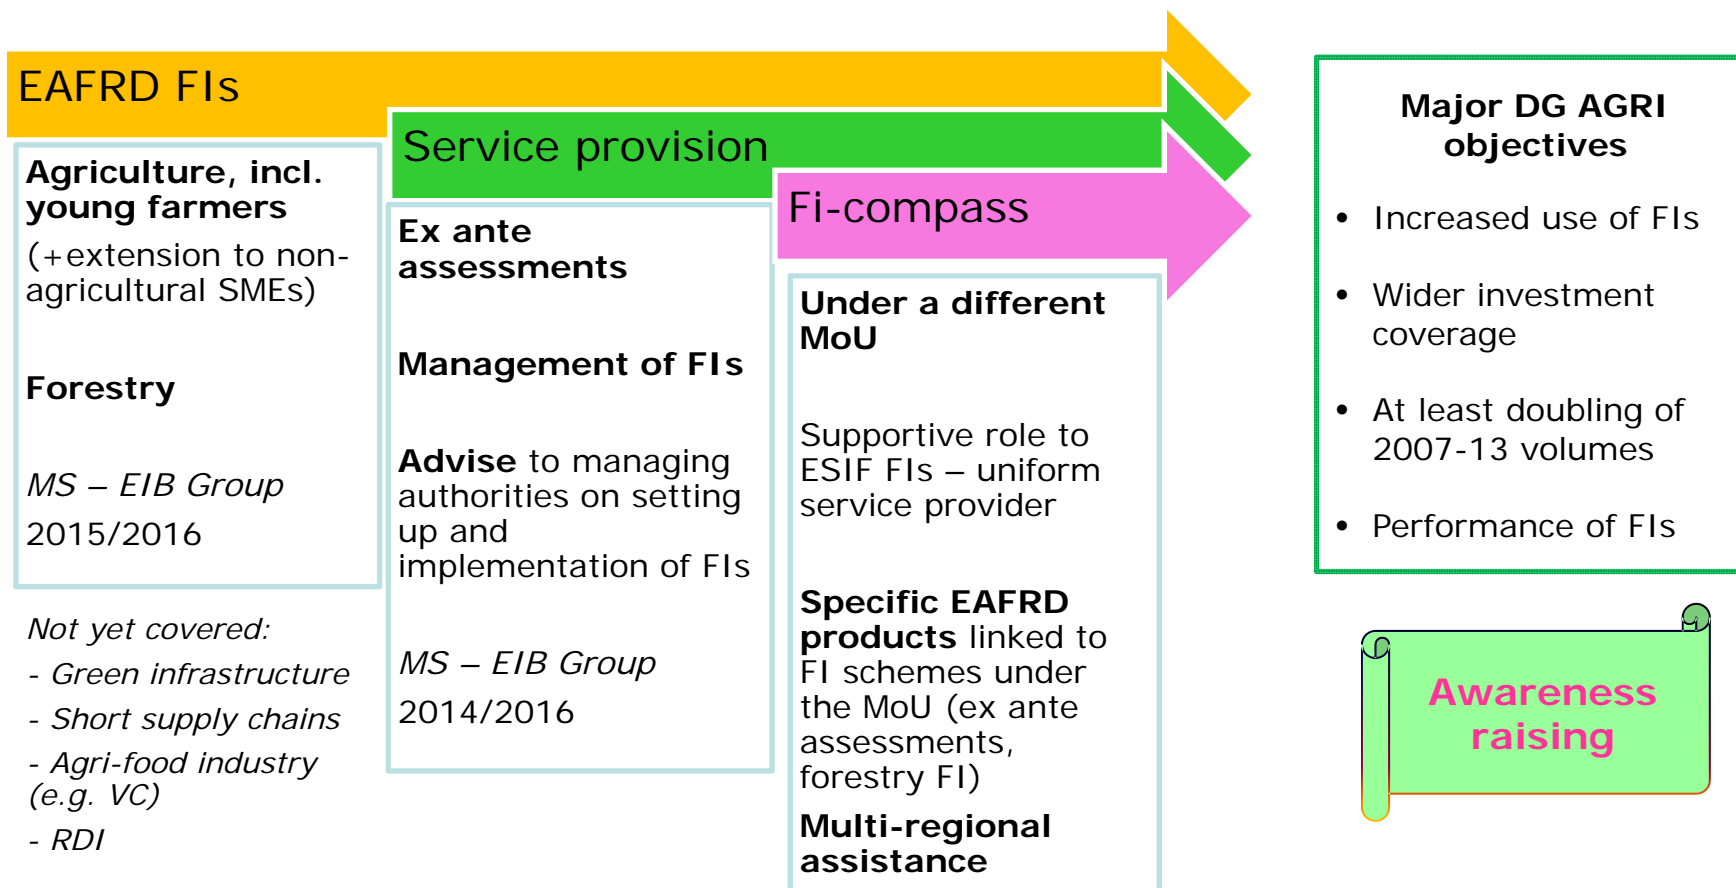 EAFRD FIs
Agriculture, incl.
young farmers
(+extension to non-
agricultural SMEs)
Forestry
MS – EIB Group
2015/2016
Not yet covered:
- Green infrastructure
- Short supply chains
- Agri-food industry
(e.g. VC)
- RDI
Service provision
Ex ante
assessments
Management of FIs
Advise to managing
authorities on setting
up and
implementation of FIs
MS – EIB Group
2014/2016
Fi-compass
Under a different
MoU
Supportive role to
ESIF FIs – uniform
service provider
Specific EAFRD
products linked to
FI schemes under
the MoU (ex ante
assessments,
forestry FI)
Multi-regional
assistance
Major DG AGRI
objectives
• Increased use of FIs
• Wider investment
coverage
• At least doubling of
2007-13 volumes
• Performance of FIs
Awareness
raising